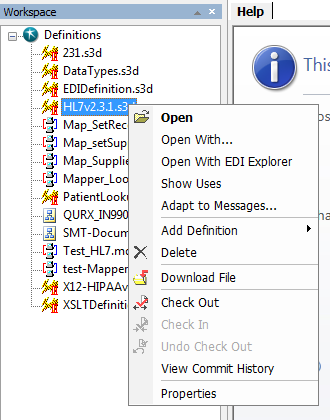 Workspace
Help
Definitions
231.s3d
DataTypes.s3d
EDIDefinition.s3d
HL7v2.3.1.s3d
Map_SetRec
Map_setSup
Map_Supplie
Mapper_Loo
PatientLooku
QURX_IN990
SMT-Docum
Test_HL7.mo
test-Mapper
X12-HIPAAv
XSLTDefiniti
Open
Open With...
Open With EDI Explorer
Show Uses
Adapt to Messages...
Add Definition
Delete
Download File
Check Out
Check In
Undo Check Out
View Commit History
Properties
This